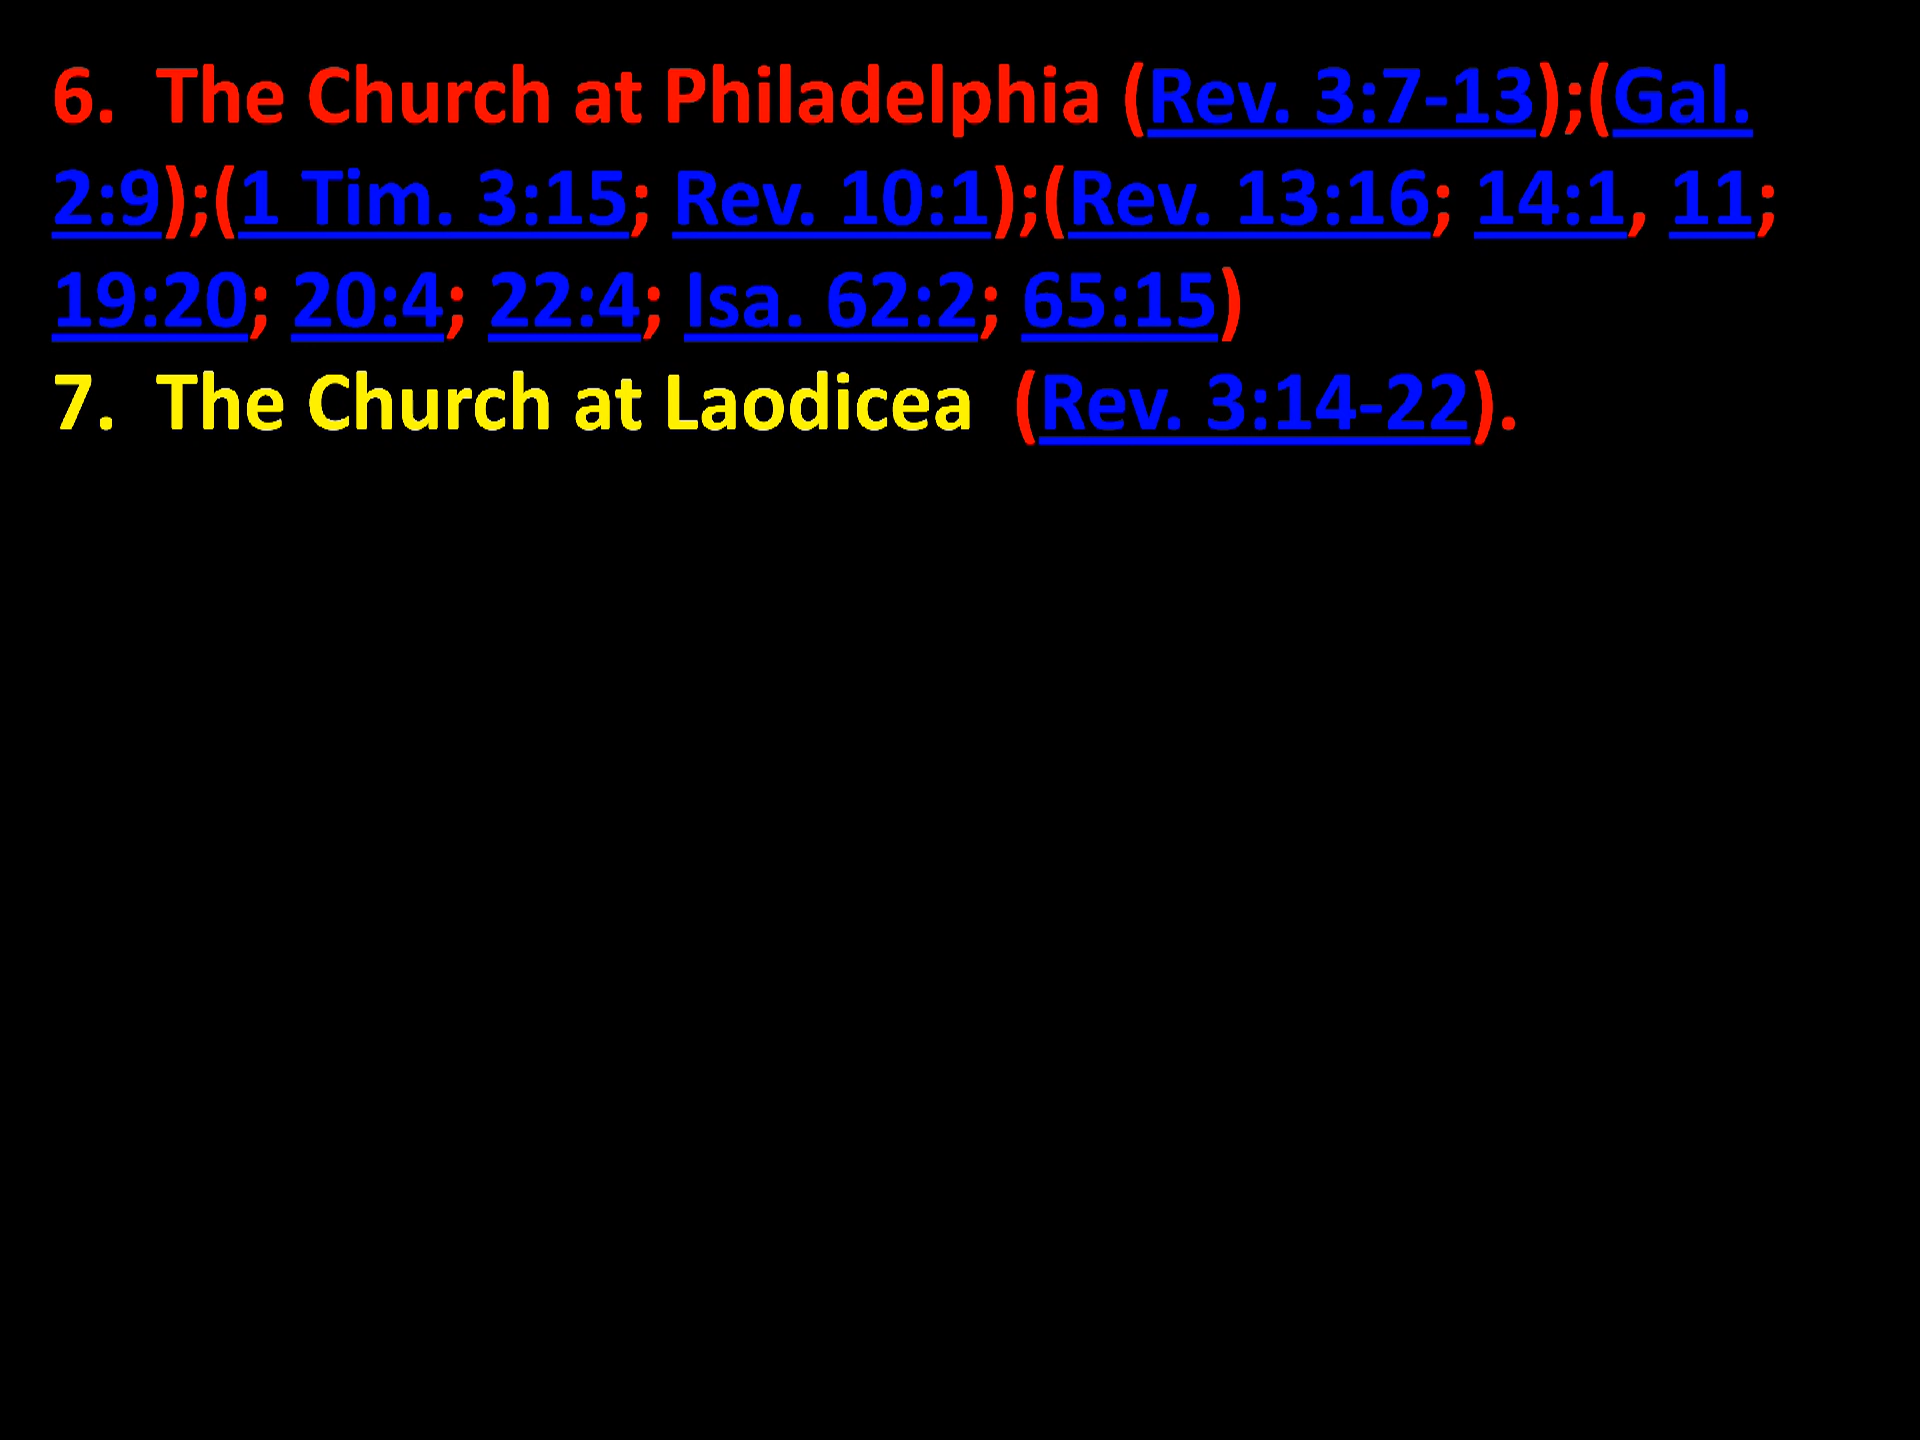 6.  The Church at Philadelphia (Rev. 3:7-13);(Gal.
2:9);(1 Tim. 3:15; Rev. 10:1);(Rev. 13:16; 14:1, 11;
19:20; 20:4; 22:4; Isa. 62:2; 65:15)
7.  The Church at Laodicea  (Rev. 3:14-22).